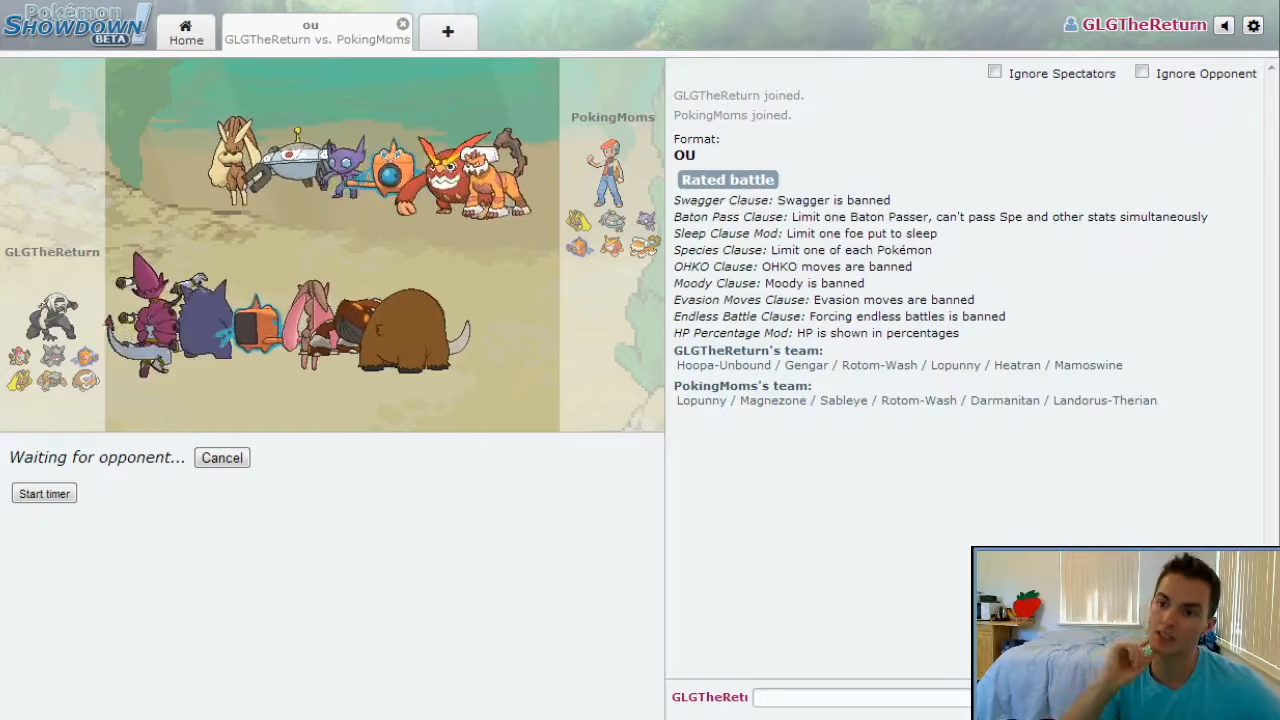 Pokémon
SHOWDOWN!
BETA
Home
ou
GLGTheReturn vs. PokingMoms
+
GLGTheReturn
Ignore Spectators
Ignore Opponent
PokingMoms
GLGTheReturn
Waiting for opponent...
Cancel
Start timer
GLGTheReturn joined.
PokingMoms joined.
Format:
OU
Rated battle
Swagger Clause: Swagger is banned
Baton Pass Clause: Limit one Baton Passer, can't pass Spe and other stats simultaneously
Sleep Clause Mod: Limit one foe put to sleep
Species Clause: Limit one of each Pokémon
OHKO Clause: OHKO moves are banned
Moody Clause: Moody is banned
Evasion Moves Clause: Evasion moves are banned
Endless Battle Clause: Forcing endless battles is banned
HP Percentage Mod: HP is shown in percentages
GLGTheReturn's team:
Hoopa-Unbound / Gengar / Rotom-Wash / Lopunny / Heatran / Mamoswine
PokingMoms's team:
Lopunny / Magnezone / Sableye / Rotom-Wash / Darmanitan / Landorus-Therian
GLGTheRetu